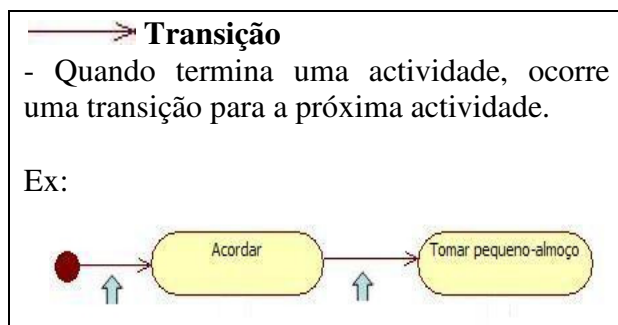 Transição
- Quando termina uma actividade, ocorre
uma transição para a próxima actividade.
Ex:
Acordar
Tomar pequeno-almoço